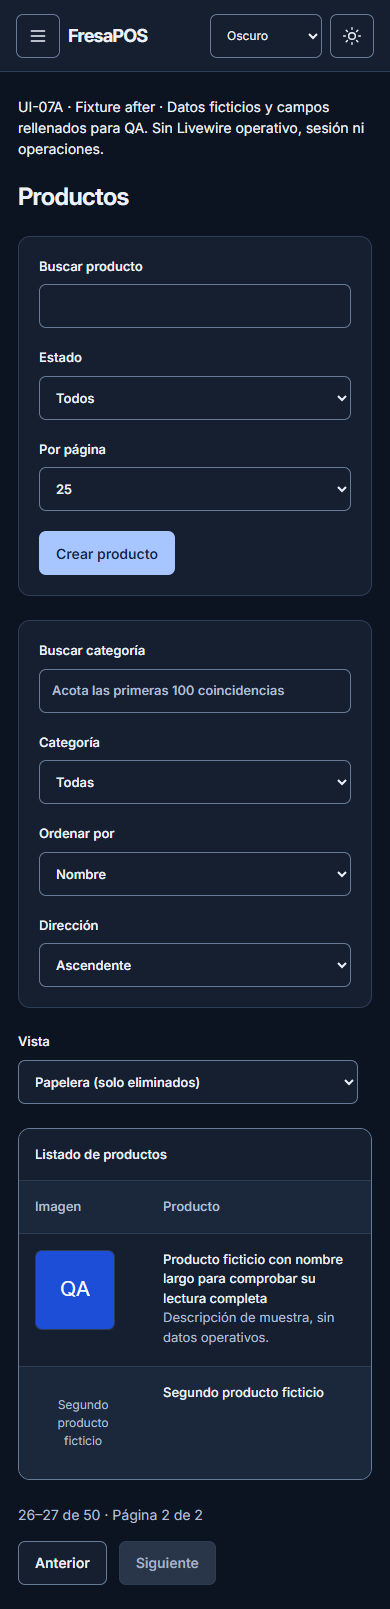 FresaPOS
Oscuro
UI-07A · Fixture after · Datos ficticios y campos
rellenados para QA. Sin Livewire operativo, sesión ni
operaciones.
Productos
Buscar producto
Estado
Todos
Por página
25
Crear producto
Buscar categoría
Acota las primeras 100 coincidencias
Categoría
Todas
Ordenar por
Nombre
Dirección
Ascendente
Vista
Papelera (solo eliminados)
Listado de productos
Imagen
Producto
QA
Producto ficticio con nombre
largo para comprobar su
lectura completa
Descripción de muestra, sin
datos operativos.
Segundo
producto
ficticio
Segundo producto ficticio
26–27 de 50 · Página 2 de 2
Anterior
Siguiente